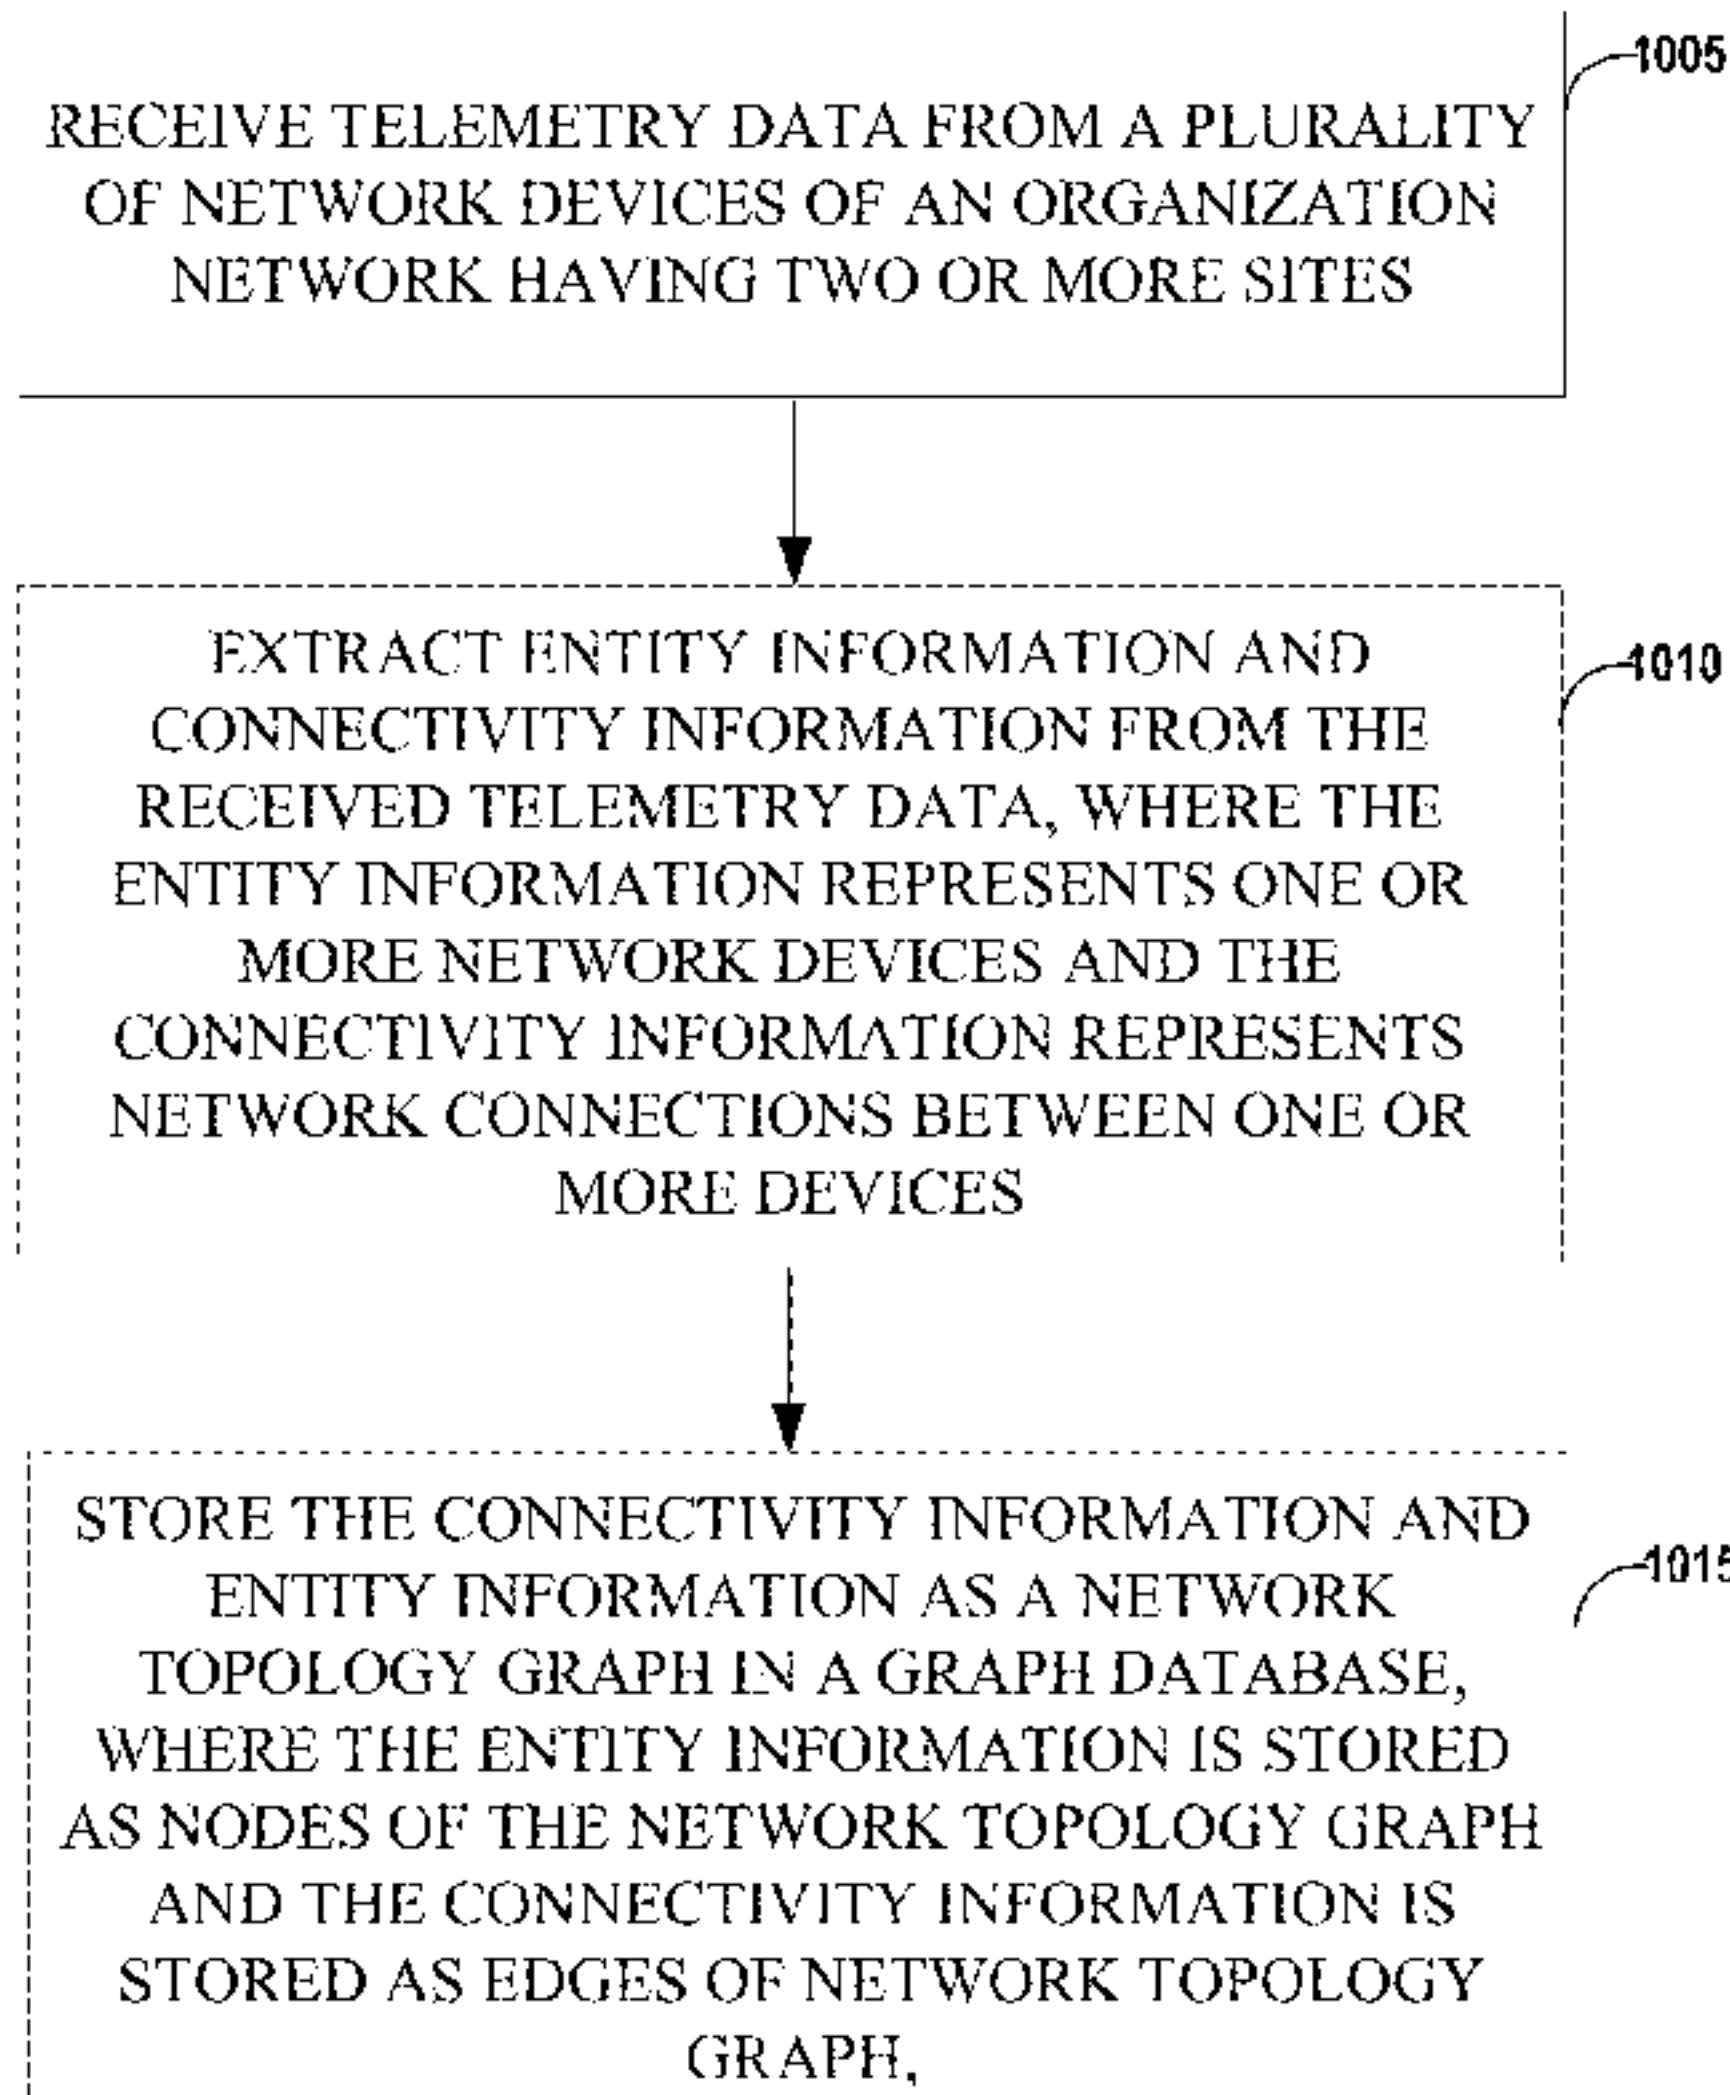 1005
RECEIVE TELEMETRY DATA FROM A PLURALITY
OF NETWORK DEVICES OF AN ORGANIZATION
NETWORK HAVING TWO OR MORE SITES
1010
EXTRACT ENTITY INFORMATION AND
CONNECTIVITY INFORMATION FROM THE
RECEIVED TELEMETRY DATA, WHERE THE
ENTITY INFORMATION REPRESENTS ONE OR
MORE NETWORK DEVICES AND THE
CONNECTIVITY INFORMATION REPRESENTS
NETWORK CONNECTIONS BETWEEN ONE OR
MORE DEVICES
1015
STORE THE CONNECTIVITY INFORMATION AND
ENTITY INFORMATION AS A NETWORK
TOPOLOGY GRAPH IN A GRAPH DATABASE,
WHERE THE ENTITY INFORMATION IS STORED
AS NODES OF THE NETWORK TOPOLOGY GRAPH
AND THE CONNECTIVITY INFORMATION IS
STORED AS EDGES OF NETWORK TOPOLOGY
GRAPH,